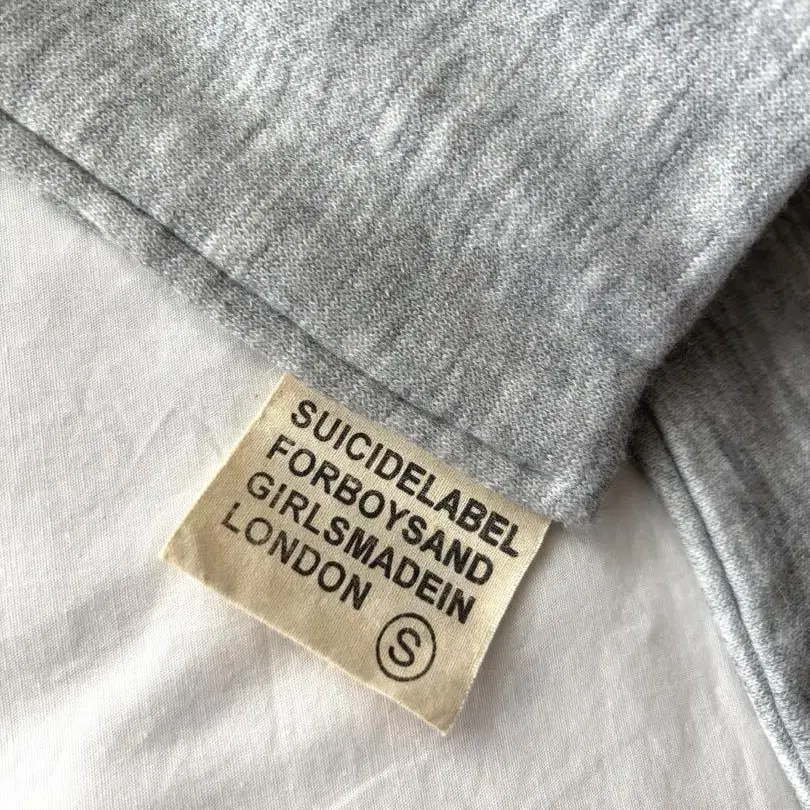 SUICIDELABEL
FORBOYSAND
GIRLSMADEIN
LONDON
S